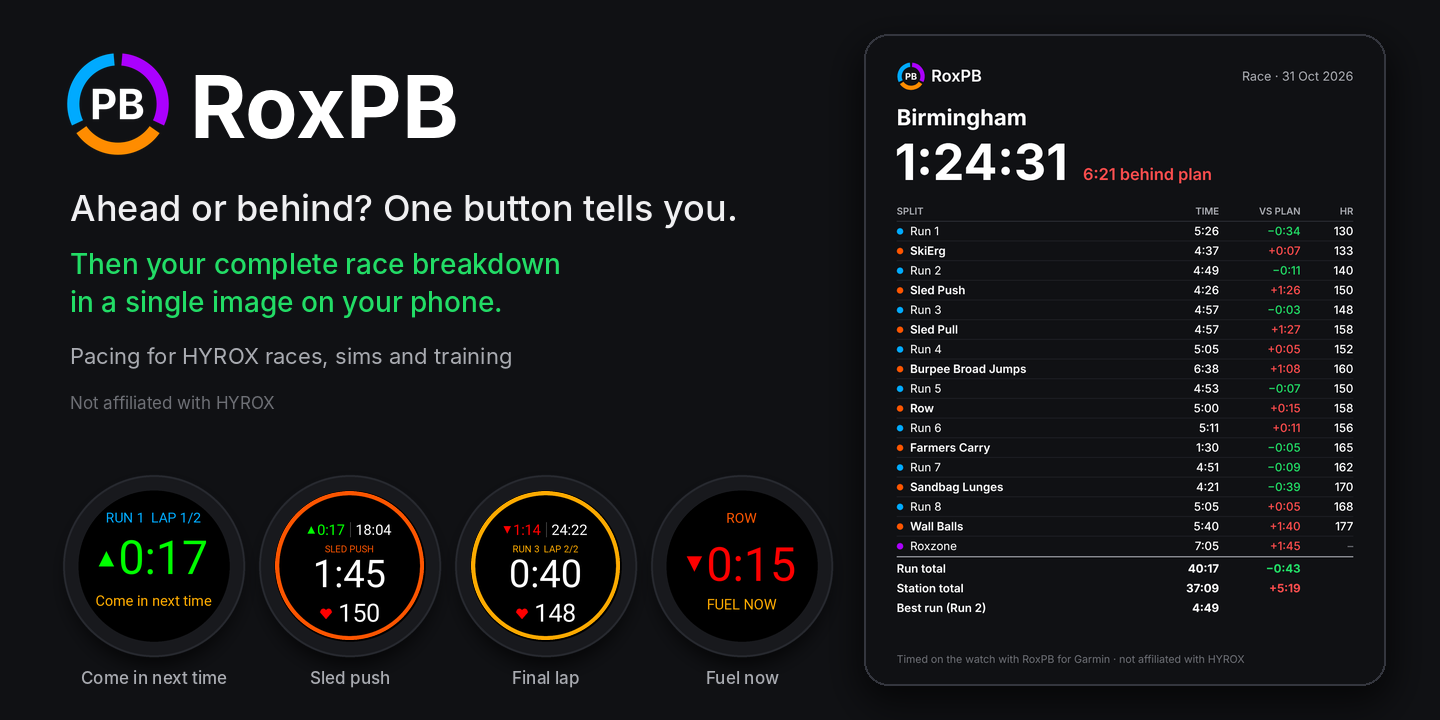 PB RoxPB
Ahead or behind? One button tells you.
Then your complete race breakdown
in a single image on your phone.
Pacing for HYROX races, sims and training
Not affiliated with HYROX
RUN 1 LAP 1/2
▲0:17
Come in next time
Come in next time
▲0:17 | 18:04
SLED PUSH
1:45
♥ 150
Sled push
▼1:14 | 24:22
RUN 3 LAP 2/2
0:40
♥ 148
Final lap
ROW
▼0:15
FUEL NOW
Fuel now
PB RoxPB Race · 31 Oct 2026
Birmingham
1:24:31 6:21 behind plan
SPLIT TIME VS PLAN HR
Run 1 5:26 −0:34 130
SkiErg 4:37 +0:07 133
Run 2 4:49 −0:11 140
Sled Push 4:26 +1:26 150
Run 3 4:57 −0:03 148
Sled Pull 4:57 +1:27 158
Run 4 5:05 +0:05 152
Burpee Broad Jumps 6:38 +1:08 160
Run 5 4:53 −0:07 150
Row 5:00 +0:15 158
Run 6 5:11 +0:11 156
Farmers Carry 1:30 −0:05 165
Run 7 4:51 −0:09 162
Sandbag Lunges 4:21 −0:39 170
Run 8 5:05 +0:05 168
Wall Balls 5:40 +1:40 177
Roxzone 7:05 +1:45 –
Run total 40:17 −0:43
Station total 37:09 +5:19
Best run (Run 2) 4:49
Timed on the watch with RoxPB for Garmin · not affiliated with HYROX